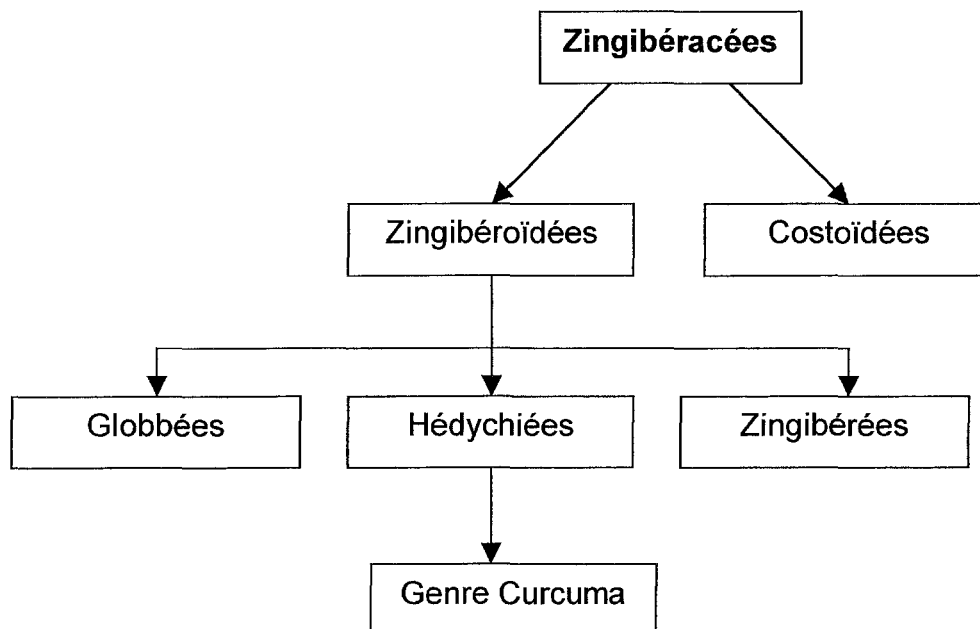 Zingibéracées
Zingibéroïdées
Costoïdées
Globbées
Hédychiées
Zingibérées
Genre Curcuma